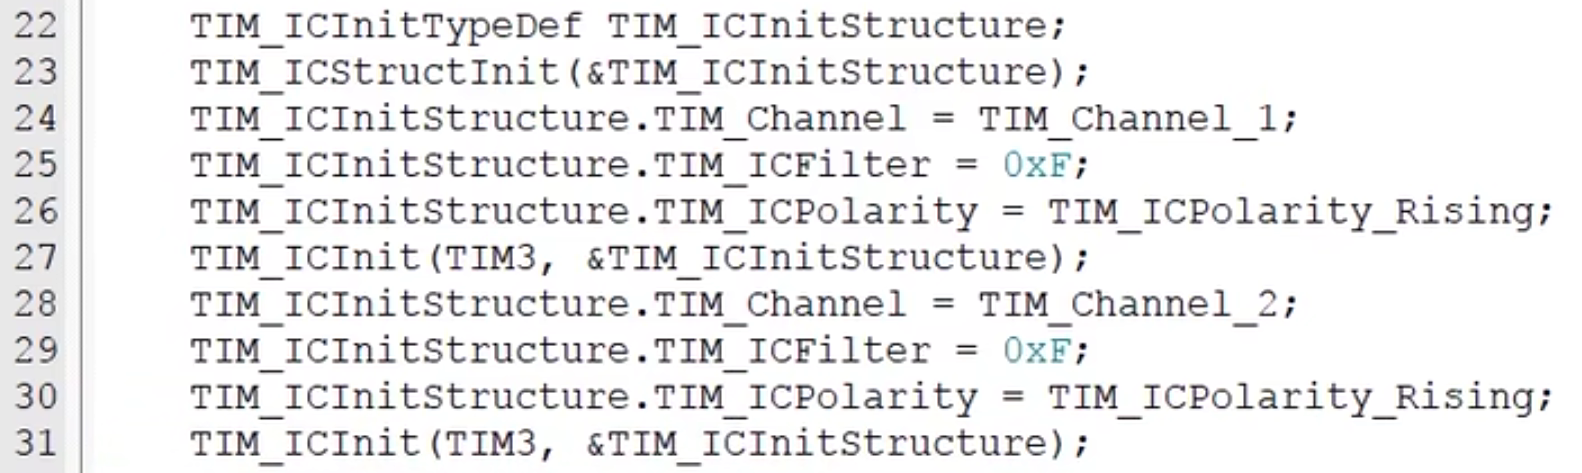 22 TIM_ICInitTypeDef TIM_ICInitStructure;
23 TIM_ICStructInit(&TIM_ICInitStructure);
24 TIM_ICInitStructure.TIM_Channel = TIM_Channel_1;
25 TIM_ICInitStructure.TIM_ICFilter = 0xF;
26 TIM_ICInitStructure.TIM_ICPolarity = TIM_ICPolarity_Rising;
27 TIM_ICInit(TIM3, &TIM_ICInitStructure);
28 TIM_ICInitStructure.TIM_Channel = TIM_Channel_2;
29 TIM_ICInitStructure.TIM_ICFilter = 0xF;
30 TIM_ICInitStructure.TIM_ICPolarity = TIM_ICPolarity_Rising;
31 TIM_ICInit(TIM3, &TIM_ICInitStructure);